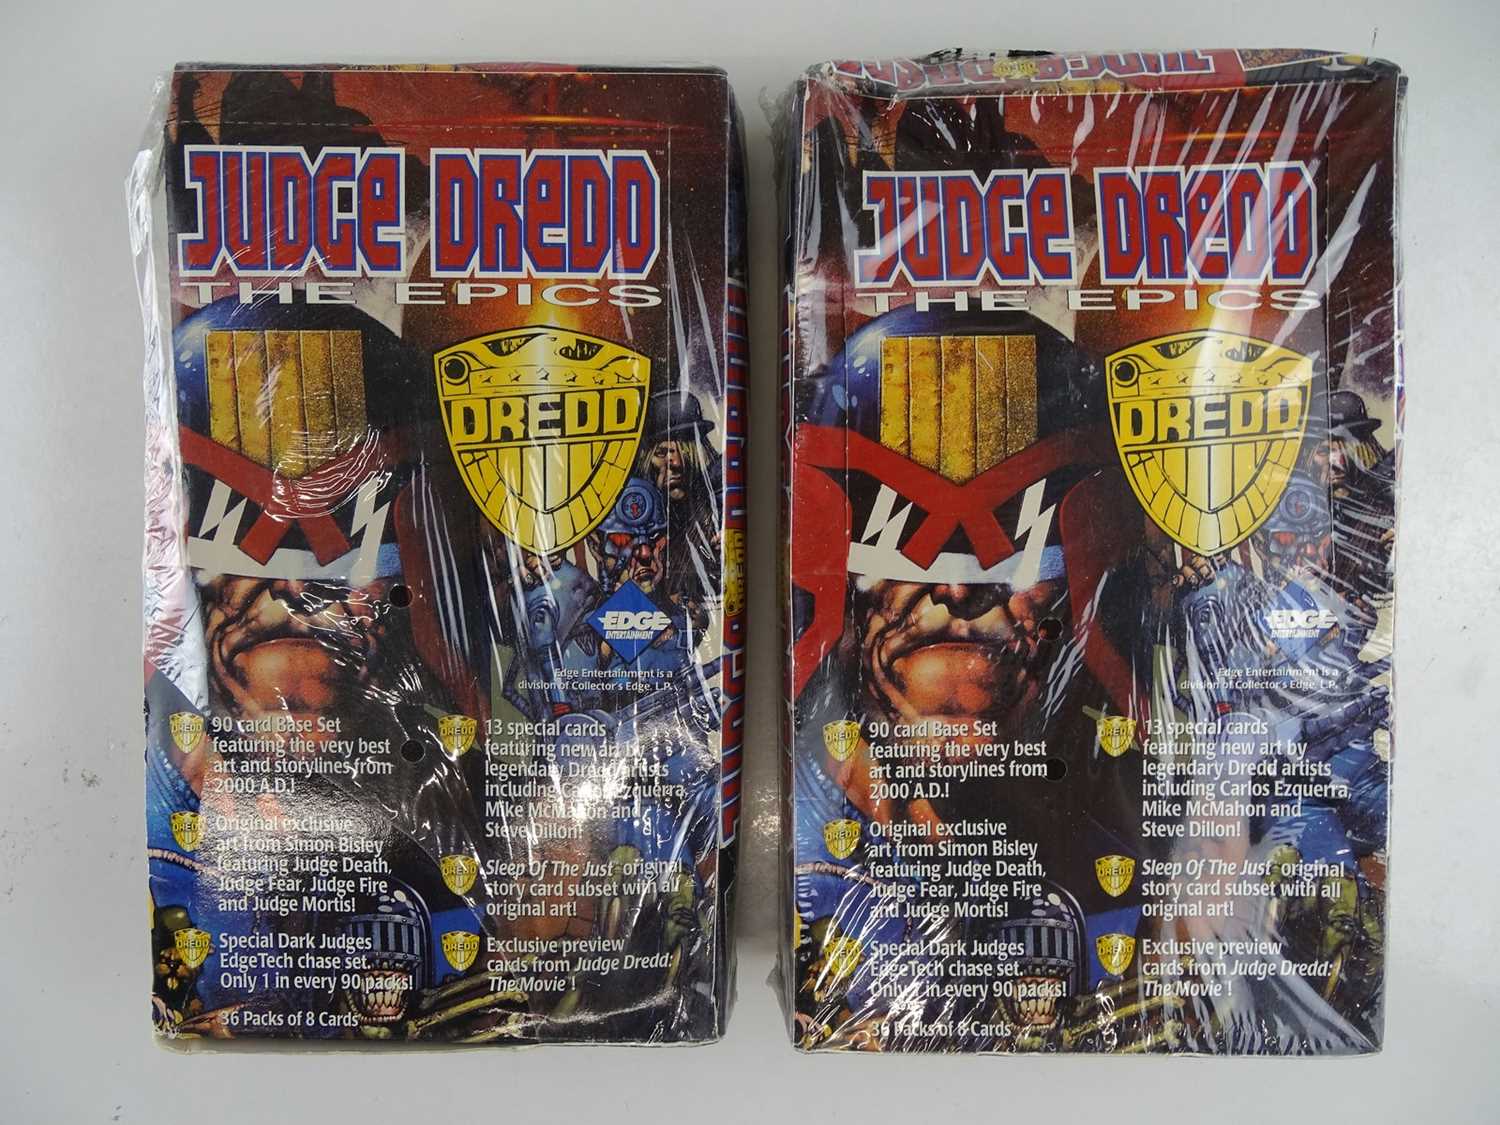 JUDGE DREDD™
THE EPICS
DREDD
EDGE
ENTERTAINMENT
Edge Entertainment is a
division of Collector's Edge, L.P.
90 card Base Set
featuring the very best
art and storylines from
2000 A.D.!
Original exclusive
art from Simon Bisley
featuring Judge Death,
Judge Fear, Judge Fire
and Judge Mortis!
Special Dark Judges
EdgeTech chase set.
Only 1 in every 90 packs!
36 Packs of 8 Cards
13 special cards
featuring new art by
legendary Dredd artists
including Carlos Ezquerra,
Mike McMahon and
Steve Dillon!
Sleep Of The Just-original
story card subset with all
original art!
Exclusive preview
cards from Judge Dredd:
The Movie !
JUDGE DREDD
THE EPICS
DREDD
EDGE
ENTERTAINMENT
Edge Entertainment is a
division of Collector's Edge, L.P.
90 card Base Set
featuring the very best
art and storylines from
2000 A.D.!
Original exclusive
art from Simon Bisley
featuring Judge Death,
Judge Fear, Judge Fire
and Judge Mortis!
Special Dark Judges
EdgeTech chase set.
Only 1 in every 90 packs!
36 Packs of 8 Cards
13 special cards
featuring new art by
legendary Dredd artists
including Carlos Ezquerra,
Mike McMahon and
Steve Dillon!
Sleep Of The Just-original
story card subset with all
original art!
Exclusive preview
cards from Judge Dredd:
The Movie !